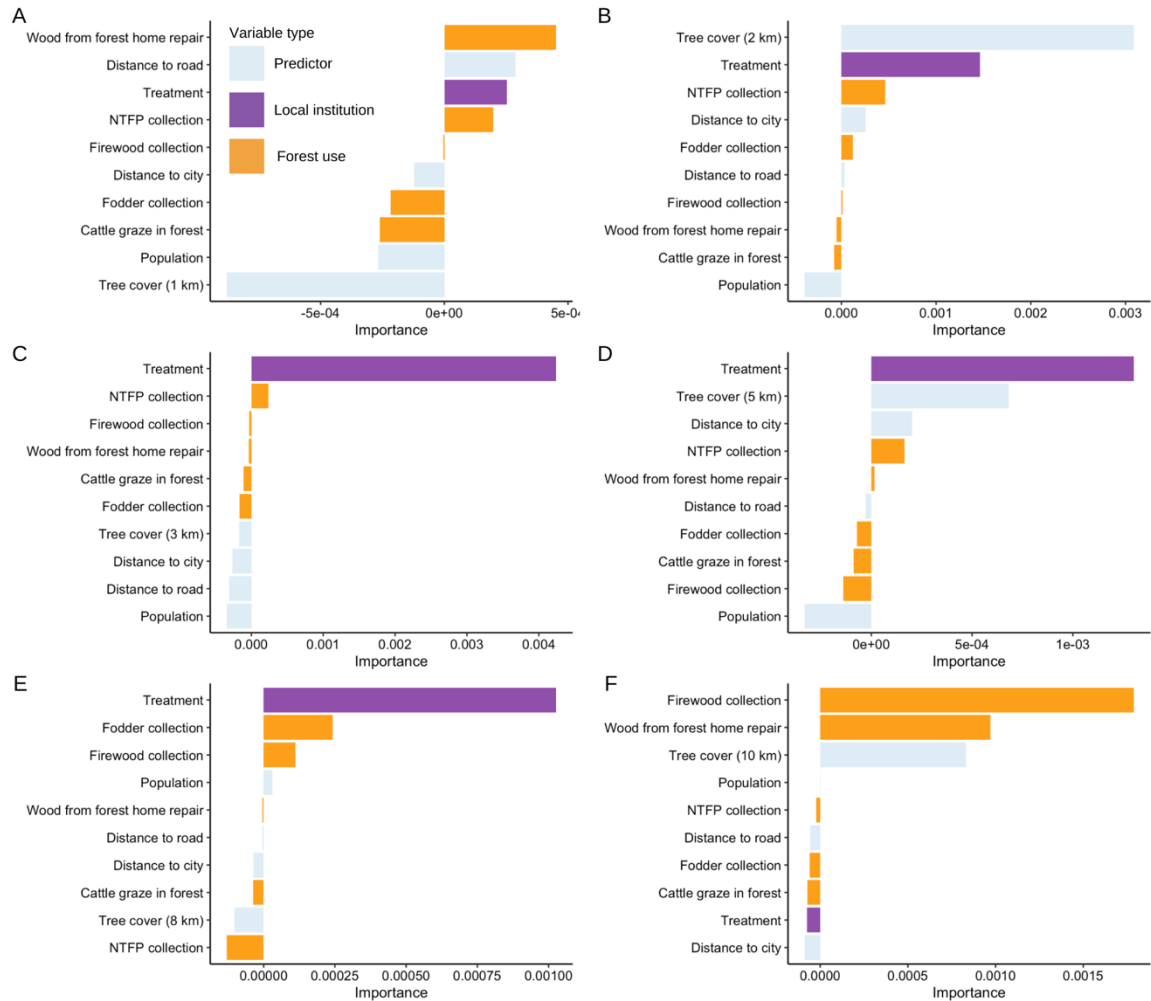 A
Wood from forest home repair
Distance to road
Treatment
NTFP collection
Firewood collection
Distance to city
Fodder collection
Cattle graze in forest
Population
Tree cover (1 km)
Variable type
Predictor
Local institution
Forest use
-5e-04 0e+00 5e-04
Importance
B
Tree cover (2 km)
Treatment
NTFP collection
Distance to city
Fodder collection
Distance to road
Firewood collection
Wood from forest home repair
Cattle graze in forest
Population
0.000 0.001 0.002 0.003
Importance
C
Treatment
NTFP collection
Firewood collection
Wood from forest home repair
Cattle graze in forest
Fodder collection
Tree cover (3 km)
Distance to city
Distance to road
Population
0.000 0.001 0.002 0.003 0.004
Importance
D
Treatment
Tree cover (5 km)
Distance to city
NTFP collection
Wood from forest home repair
Distance to road
Fodder collection
Cattle graze in forest
Firewood collection
Population
0e+00 5e-04 1e-03
Importance
E
Treatment
Fodder collection
Firewood collection
Population
Wood from forest home repair
Distance to road
Distance to city
Cattle graze in forest
Tree cover (8 km)
NTFP collection
0.00000 0.00025 0.00050 0.00075 0.00100
Importance
F
Firewood collection
Wood from forest home repair
Tree cover (10 km)
Population
NTFP collection
Distance to road
Fodder collection
Cattle graze in forest
Treatment
Distance to city
0.0000 0.0005 0.0010 0.0015
Importance